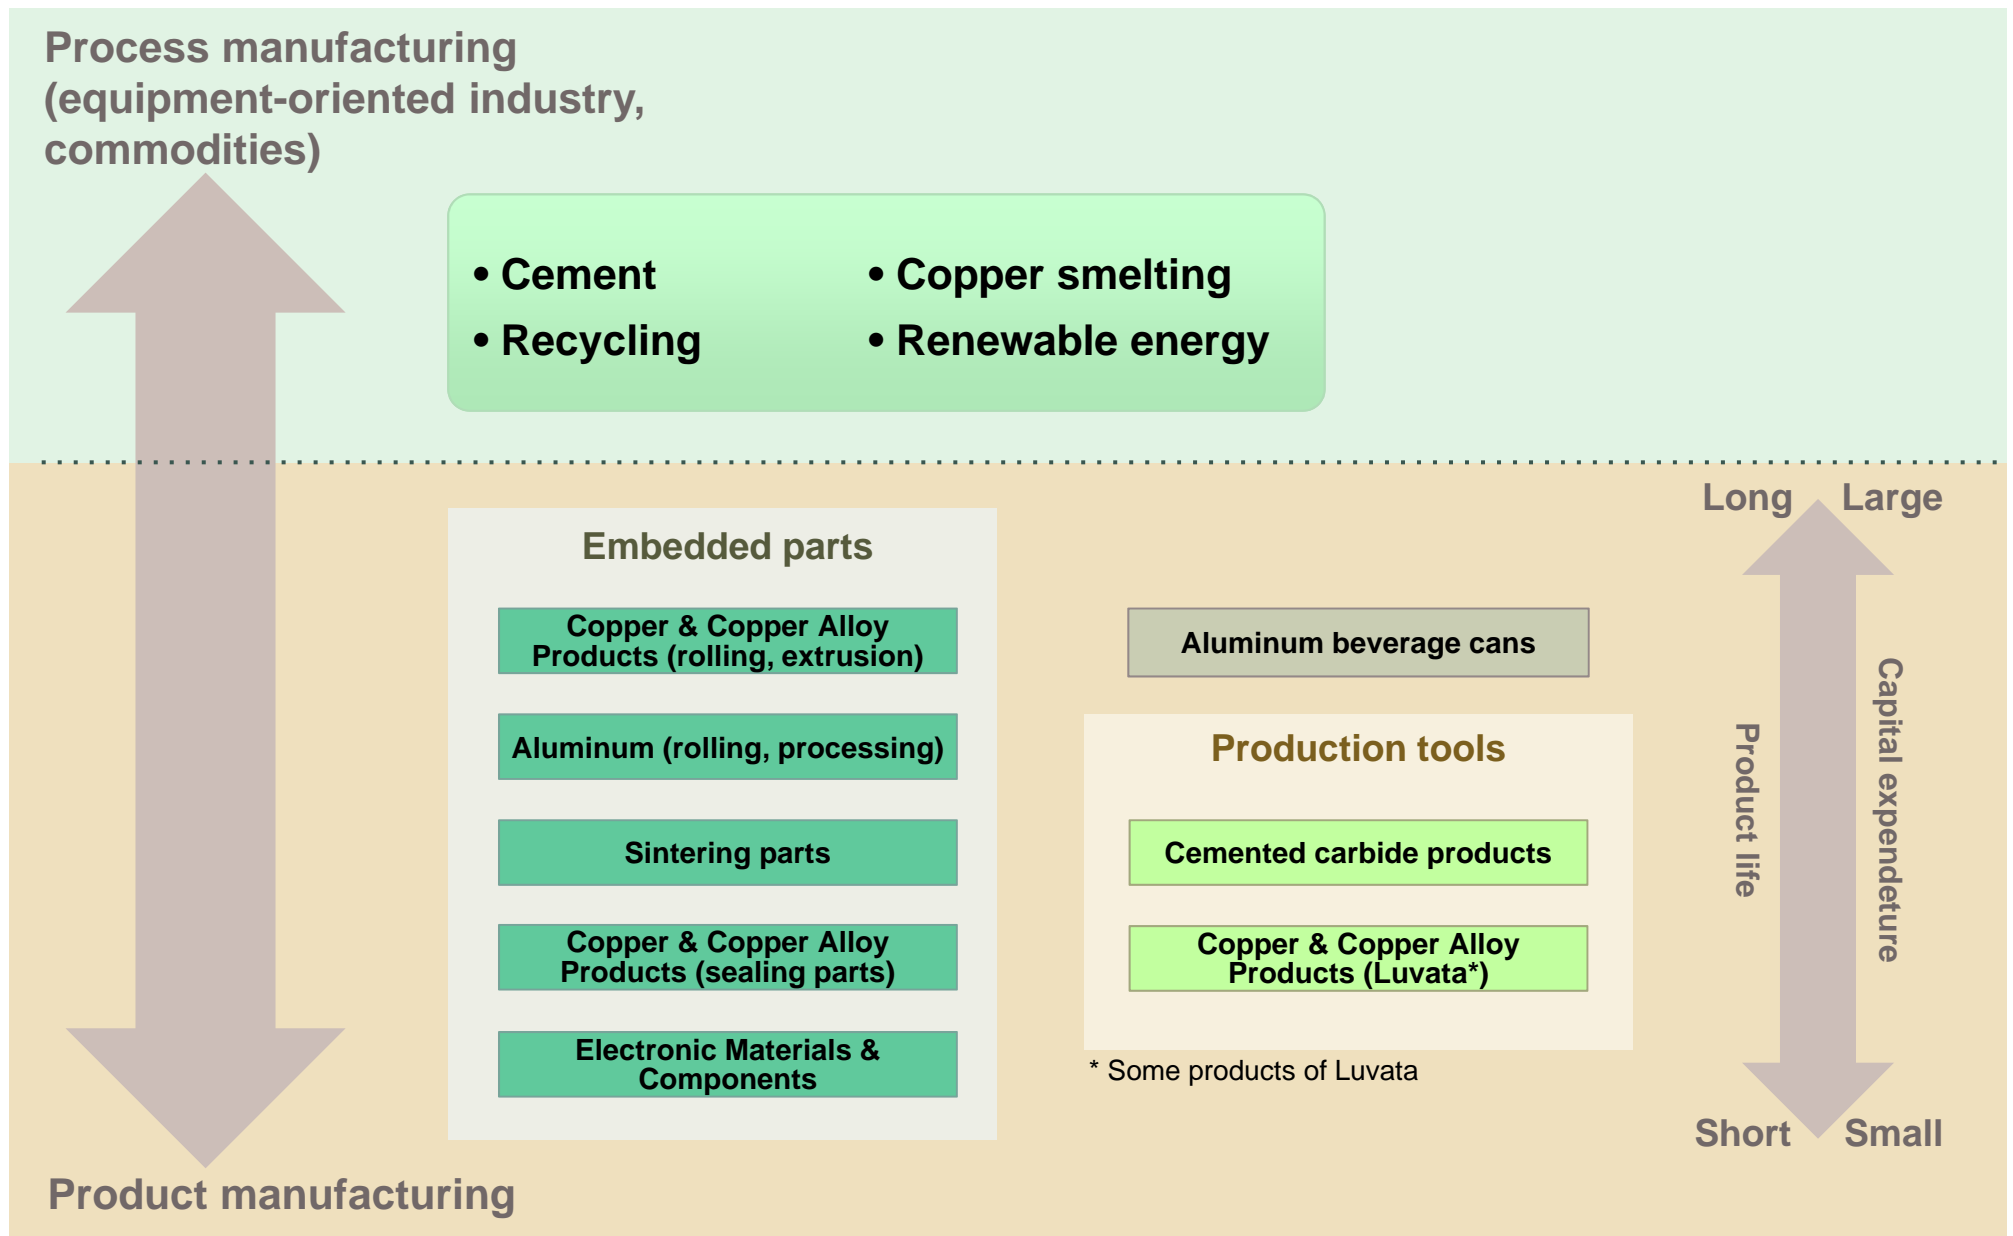 Process manufacturing
(equipment-oriented industry,
commodities)
• Cement
• Copper smelting
• Recycling
• Renewable energy
Long
Large
Embedded parts
Copper & Copper Alloy
Products (rolling, extrusion)
Aluminum (rolling, processing)
Sintering parts
Copper & Copper Alloy
Products (sealing parts)
Electronic Materials &
Components
Aluminum beverage cans
Production tools
Cemented carbide products
Copper & Copper Alloy
Products (Luvata*)
* Some products of Luvata
Product life
Capital expendeture
Short
Small
Product manufacturing